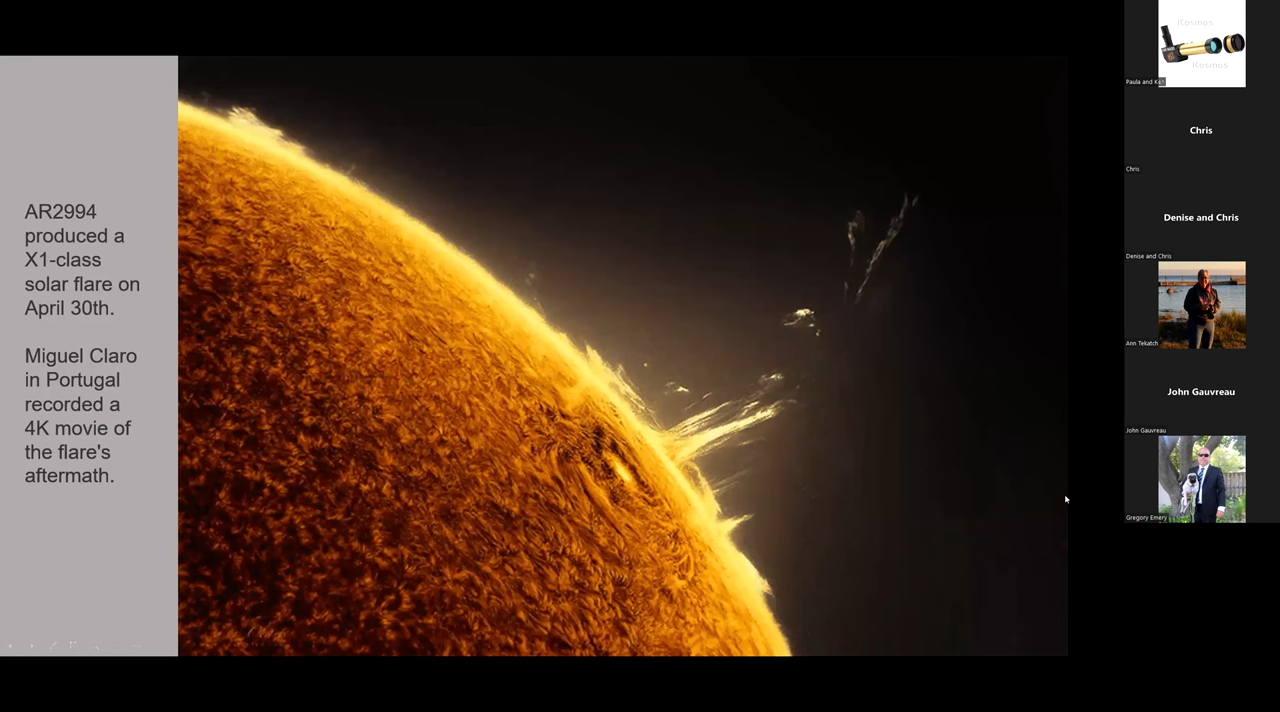 AR2994
produced a
X1-class
solar flare on
April 30th.
Miguel Claro
in Portugal
recorded a
4K movie of
the flare's
aftermath.
Kosmos
Kosmos
Paula and
Chris
Chris
Denise and Chris
Denise and Chris
Ann Tekatch
John Gauvreau
John Gauvreau
Gregory Emery